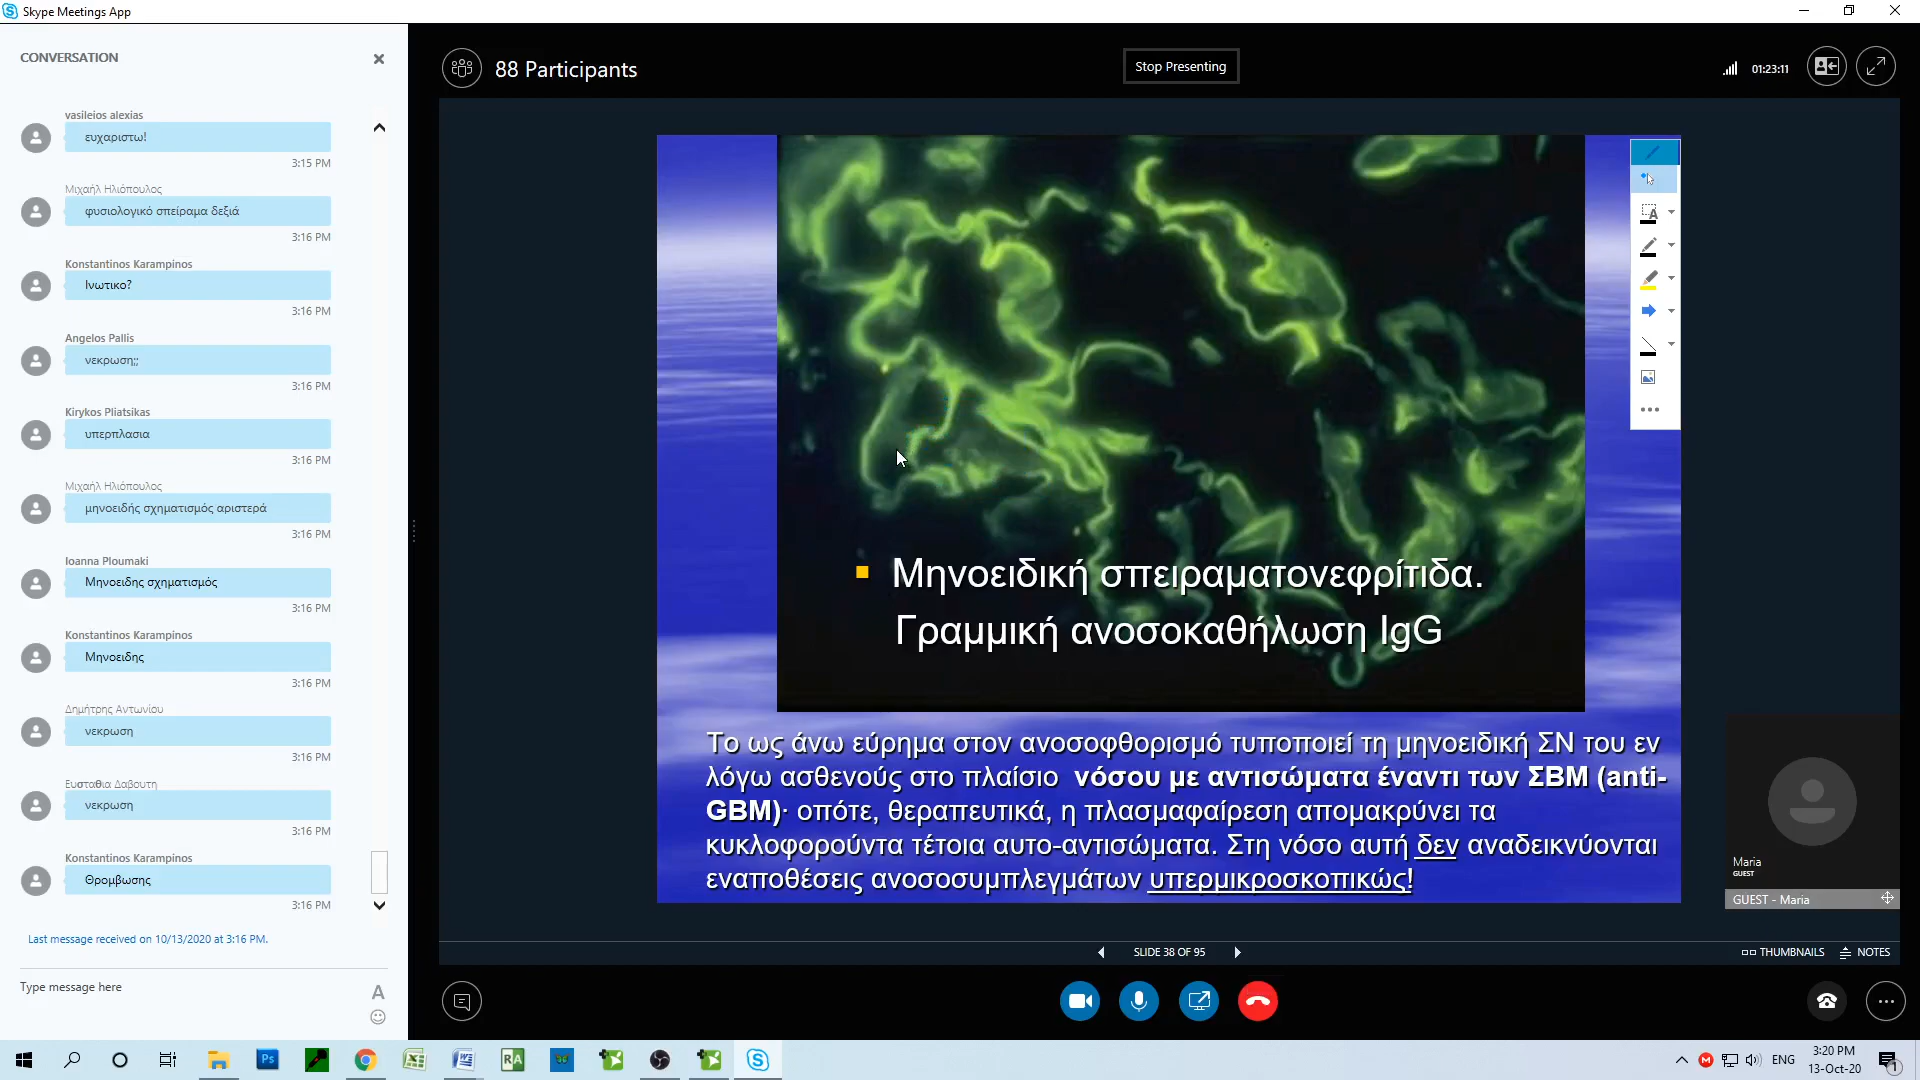 Skype Meetings App
CONVERSATION
vasileios alexias
ευχαριστω!
3:15 PM
Μιχαήλ Ηλιόπουλος
φυσιολογικό σπείραμα δεξιά
3:16 PM
Konstantinos Karampinos
Ινωτικο?
3:16 PM
Angelos Pallis
νεκρωση;;
3:16 PM
Kirykos Pliatsikas
υπερπλασια
3:16 PM
Μιχαήλ Ηλιόπουλος
μηνοειδής σχηματισμός αριστερά
3:16 PM
Ioanna Ploumaki
Μηνοειδης σχηματισμός
3:16 PM
Konstantinos Karampinos
Μηνοειδης
3:16 PM
Δημήτρης Αντωνίου
νεκρωση
3:16 PM
Ευσταθια Δαβουτη
νεκρωση
3:16 PM
Konstantinos Karampinos
Θρομβωσης
3:16 PM
Last message received on 10/13/2020 at 3:16 PM.
Type message here
88 Participants
Stop Presenting
01:23:11
Μηνοειδική σπειραματονεφρίτιδα.
Γραμμική ανοσοκαθήλωση IgG
Το ως άνω εύρημα στον ανοσοφθορισμό τυποποιεί τη μηνοειδική ΣΝ του εν
λόγω ασθενούς στο πλαίσιο νόσου με αντισώματα έναντι των ΣΒΜ (anti-
GBM)· οπότε, θεραπευτικά, η πλασμαφαίρεση απομακρύνει τα
κυκλοφορούντα τέτοια αυτο-αντισώματα. Στη νόσο αυτή δεν αναδεικνύονται
εναποθέσεις ανοσοσυμπλεγμάτων υπερμικροσκοπικώς!
Maria
GUEST
GUEST - Maria
SLIDE 38 OF 95
THUMBNAILS
NOTES
ENG
3:20 PM
13-Oct-20